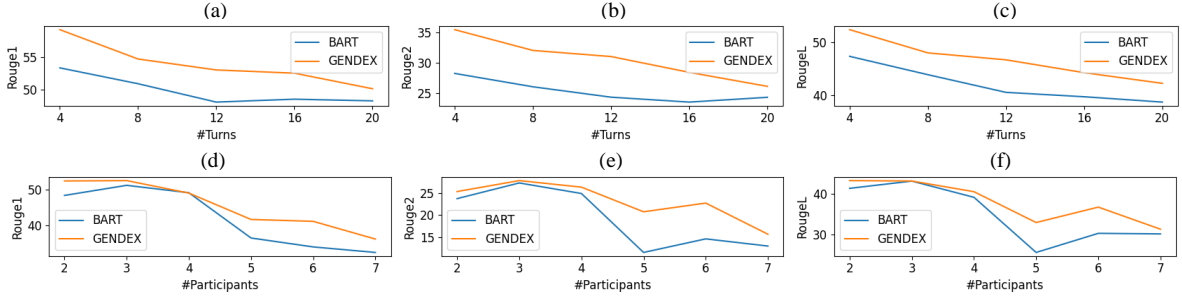 (a)
(b)
(c)
Rouge1
55
50
BART
GENDEX
4
8
12
16
20
#Turns
Rouge2
35
30
25
BART
GENDEX
4
8
12
16
20
#Turns
RougeL
50
40
BART
GENDEX
4
8
12
16
20
#Turns
(d)
(e)
(f)
Rouge1
50
40
BART
GENDEX
2
3
4
5
6
7
#Participants
Rouge2
25
20
15
BART
GENDEX
2
3
4
5
6
7
#Participants
RougeL
40
30
BART
GENDEX
2
3
4
5
6
7
#Participants